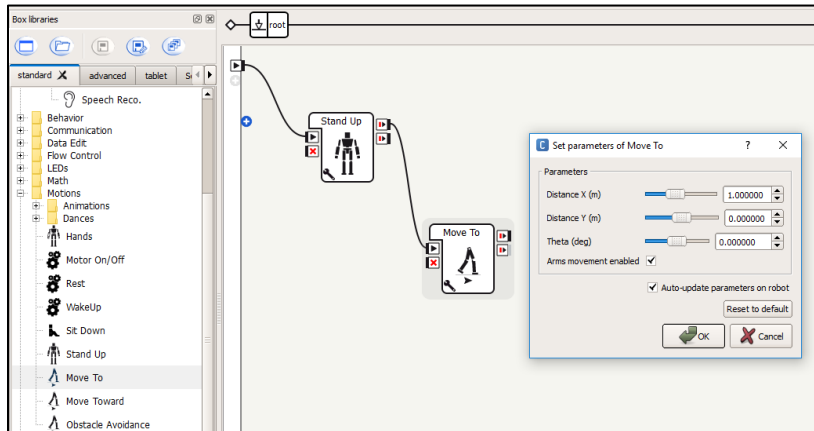 Box libraries
root
standard
advanced
tablet
Speech Reco.
Behavior
Communication
Data Edit
Flow Control
LEDs
Math
Motions
Animations
Dances
Hands
Motor On/Off
Rest
WakeUp
Sit Down
Stand Up
Move To
Move Toward
Obstacle Avoidance
Stand Up
Move To
Set parameters of Move To
Parameters
Distance X (m) 1.000000
Distance Y (m) 0.000000
Theta (deg) 0.000000
Arms movement enabled
Auto-update parameters on robot
Reset to default
OK Cancel